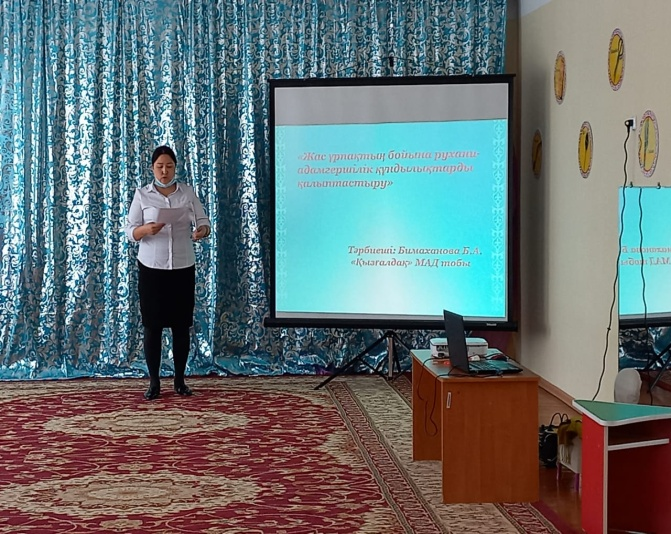 «Жас ұрпақтың бойына рухани-
адамгершілік құндылықтарды
қалыптастыру»
Тәрбиеші: Бимаханова Б.А.
«Қызғалдақ» МАД тобы